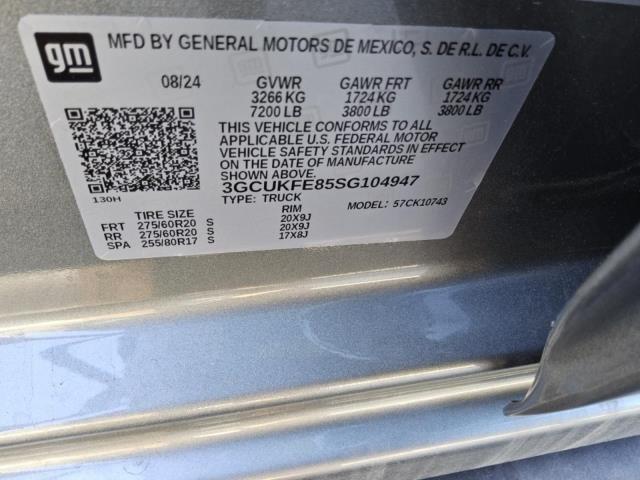 gm
MFD BY GENERAL MOTORS DE MEXICO, S. DE R.L. DE C.V.
08/24 GVWR GAWR FRT GAWR RR
3266 KG 1724 KG 1724 KG
7200 LB 3800 LB 3800 LB
THIS VEHICLE CONFORMS TO ALL
APPLICABLE U.S. FEDERAL MOTOR
VEHICLE SAFETY STANDARDS IN EFFECT
ON THE DATE OF MANUFACTURE
SHOWN ABOVE.
3GCUKFE85SG104947
130H TYPE: TRUCK MODEL: 57CK10743
TIRE SIZE RIM
FRT 275/60R20 S 20X9J
RR 275/60R20 S 20X9J
SPA 255/80R17 S 17X8J